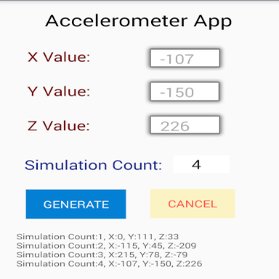 Accelerometer App
X Value: -107
Y Value: -150
Z Value: 226
Simulation Count: 4
GENERATE CANCEL
Simulation Count:1, X:0, Y:111, Z:33
Simulation Count:2, X:-115, Y:45, Z:-209
Simulation Count:3, X:215, Y:78, Z:-79
Simulation Count:4, X:-107, Y:-150, Z:226